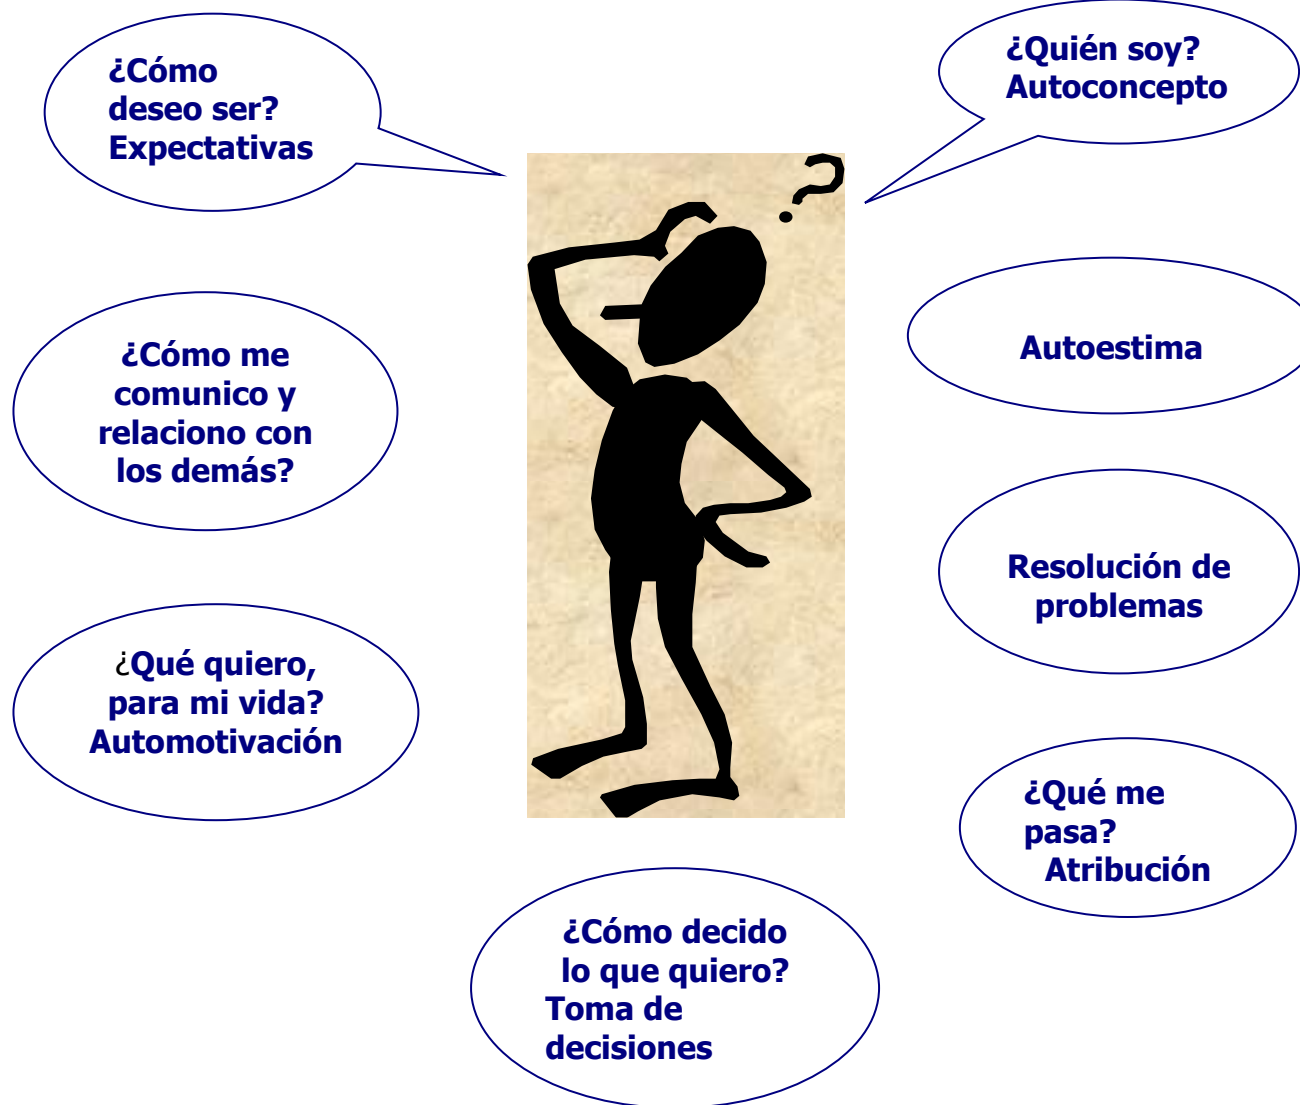 ¿Cómo
deseo ser?
Expectativas
¿Quién soy?
Autoconcepto
?
¿Cómo me
comunico y
relaciono con
los demás?
Autoestima
Resolución de
problemas
¿Qué quiero,
para mi vida?
Automotivación
¿Qué me
pasa?
Atribución
¿Cómo decido
lo que quiero?
Toma de
decisiones